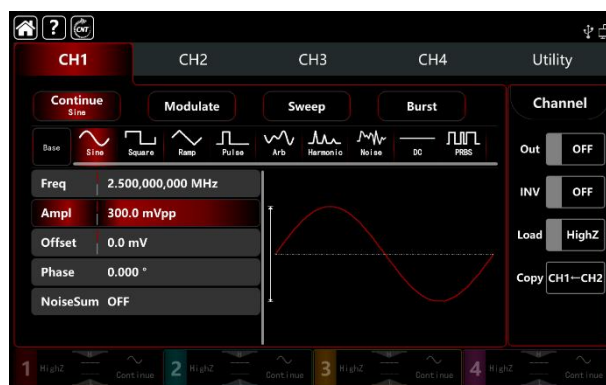 ? CNT
CH1 CH2 CH3 CH4 Utility
Continue Modulate Sweep Burst Channel
Sine
Base Sine Square Ramp Pulse Arb Harmonic Noise DC PRBS
Out OFF
Freq 2.500,000,000 MHz
INV OFF
Ampl 300.0 mVpp
Load HighZ
Offset 0.0 mV
Phase 0.000 °
Copy CH1←CH2
NoiseSum OFF
1 HighZ Continue 2 HighZ Continue 3 HighZ Continue 4 HighZ Continue